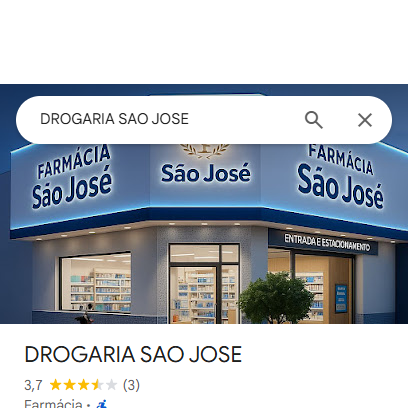 DROGARIA SAO JOSE
FARMÁCIA
São José
São José
FARMÁCIA
São José
ENTRADA E ESTACIONAMENTO
DROGARIA SAO JOSE
3,7 (3)
Farmácia ·